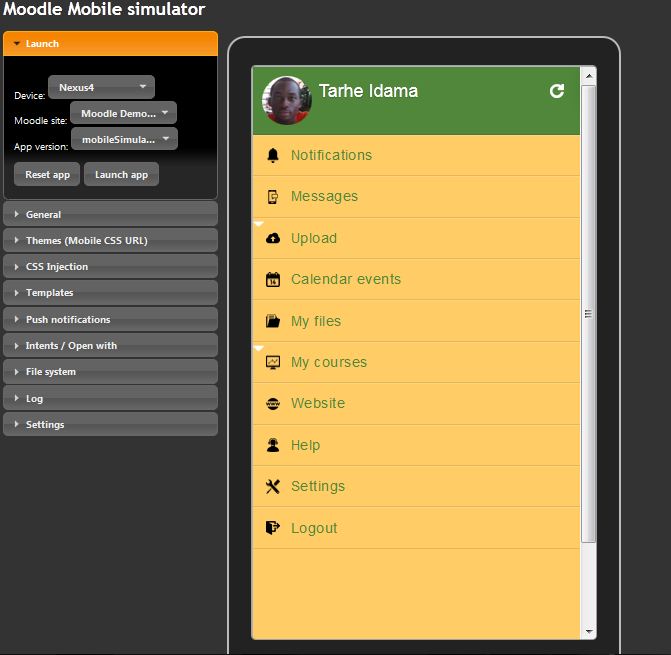 Moodle Mobile simulator
Launch
Device: Nexus4
Moodle site: Moodle Demo...
App version: mobileSimula...
Reset app Launch app
General
Themes (Mobile CSS URL)
CSS Injection
Templates
Push notifications
Intents / Open with
File system
Log
Settings
Tarhe Idama
Notifications
Messages
Upload
14 Calendar events
My files
My courses
www Website
Help
Settings
Logout